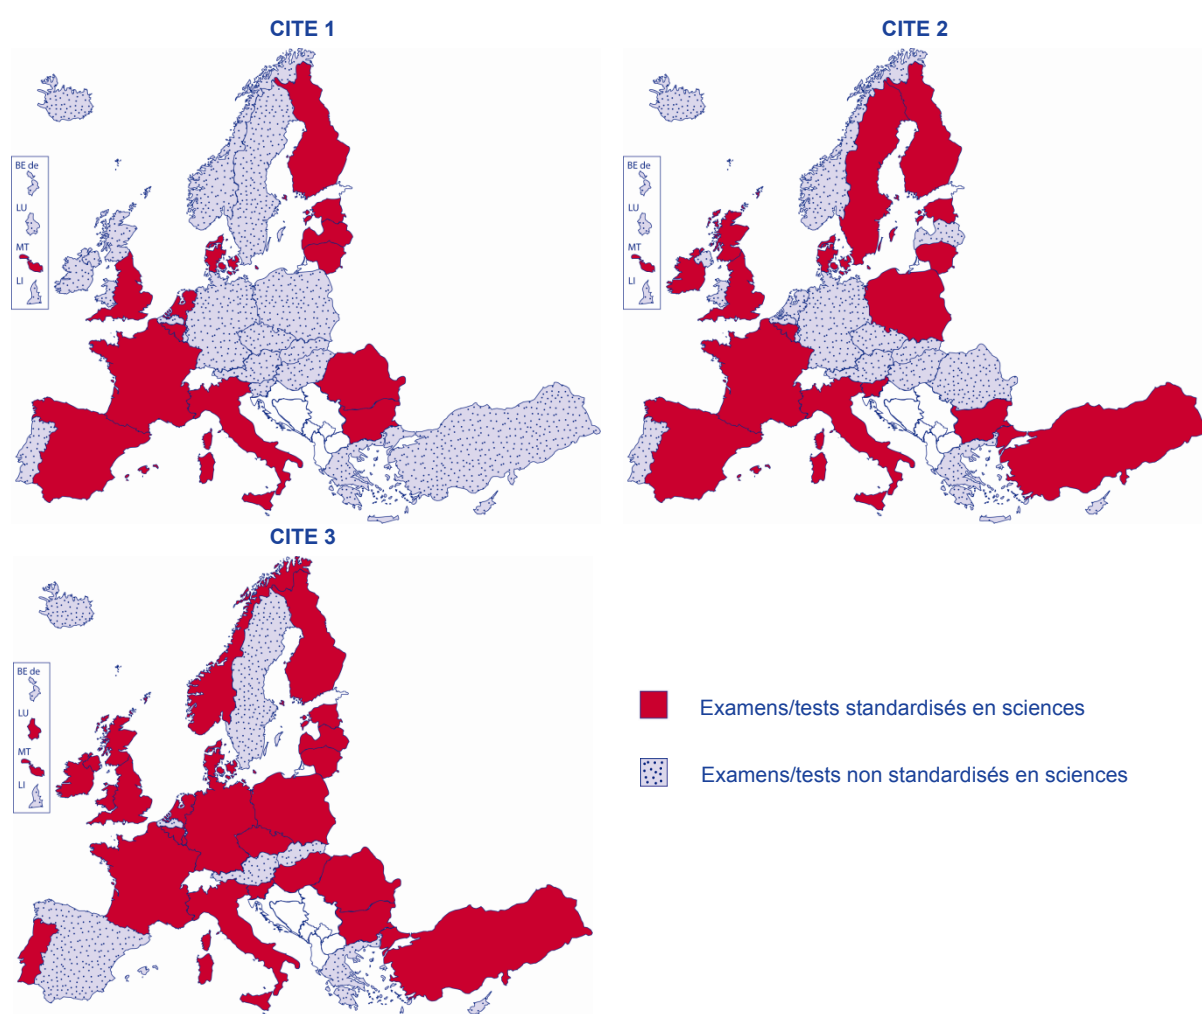 CITE 1
CITE 2
BE de
LU
MT
LI
BE de
LU
MT
LI
CITE 3
BE de
LU
MT
LI
Examens/tests standardisés en sciences
Examens/tests non standardisés en sciences